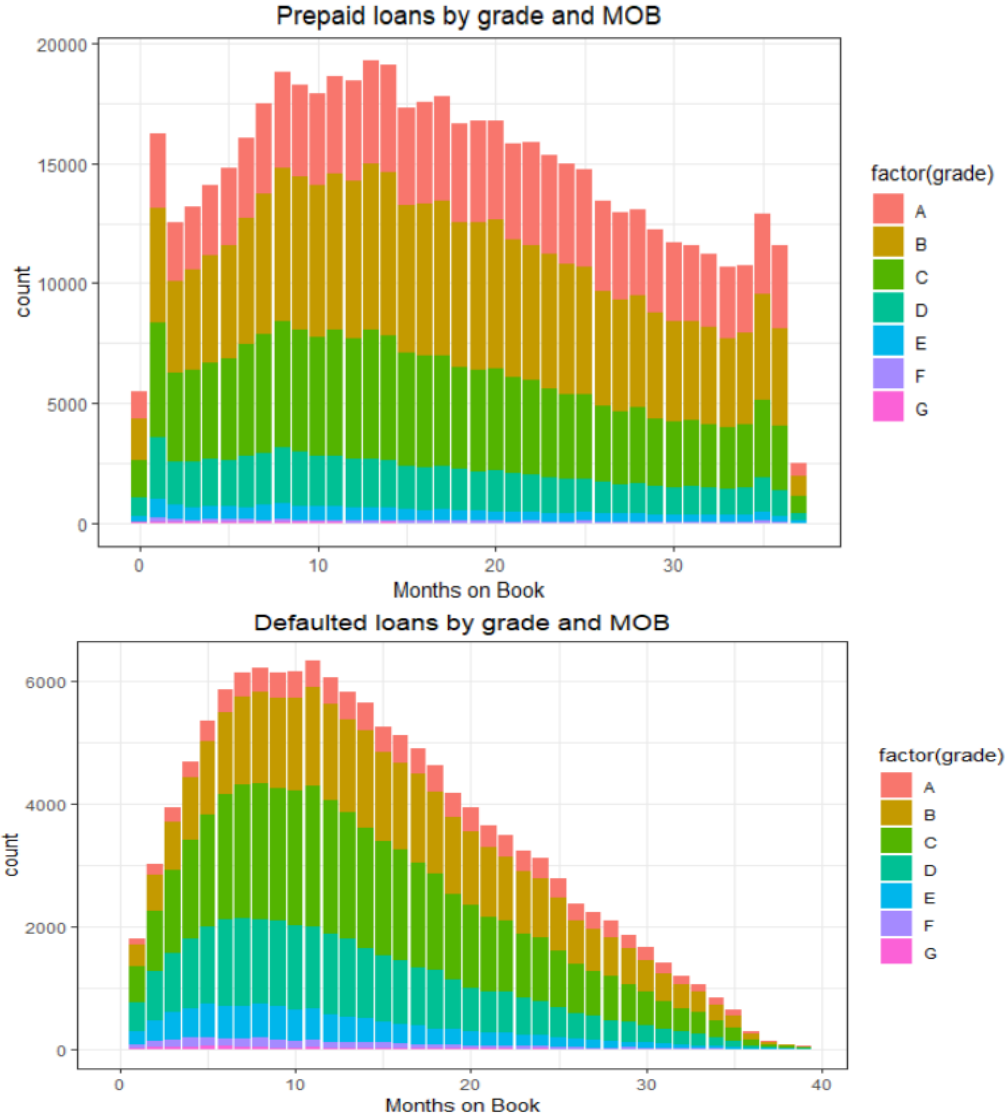 Prepaid loans by grade and MOB
20000
15000
10000
5000
0
count
0 10 20 30
Months on Book
factor(grade)
A
B
C
D
E
F
G
Defaulted loans by grade and MOB
6000
4000
2000
0
count
0 10 20 30 40
Months on Book
factor(grade)
A
B
C
D
E
F
G